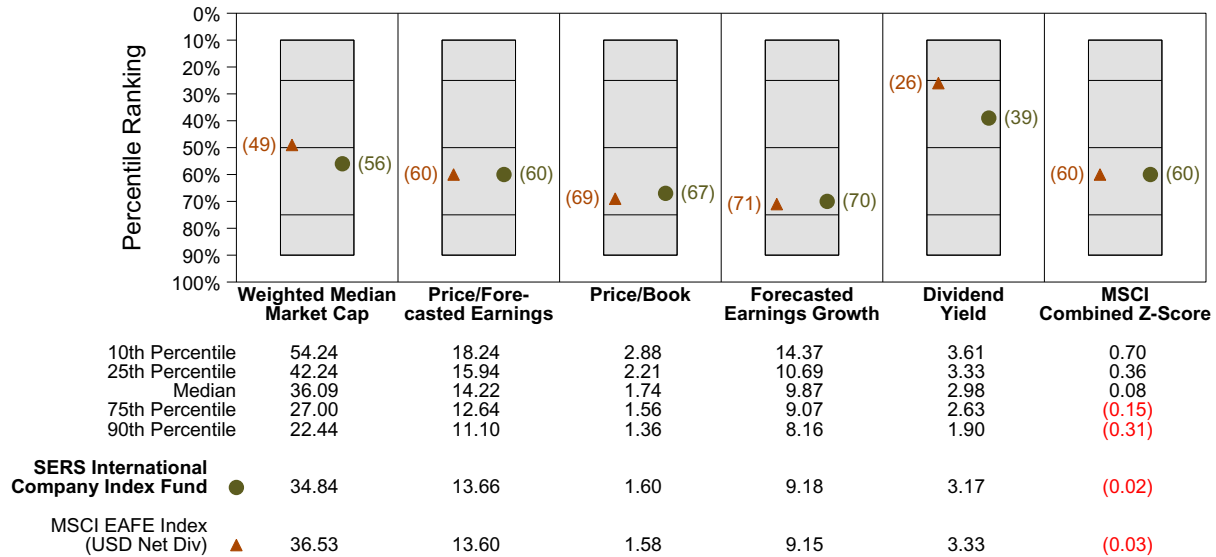 Percentile Ranking
0%
10%
20%
30%
40%
50%
60%
70%
80%
90%
100%
(49) (56)
(60) (60)
(69) (67)
(71) (70)
(26) (39)
(60) (60)
Weighted Median
Market Cap
Price/Fore-
casted Earnings
Price/Book
Forecasted
Earnings Growth
Dividend
Yield
MSCI
Combined Z-Score
10th Percentile 54.24 18.24 2.88 14.37 3.61 0.70
25th Percentile 42.24 15.94 2.21 10.69 3.33 0.36
Median 36.09 14.22 1.74 9.87 2.98 0.08
75th Percentile 27.00 12.64 1.56 9.07 2.63 (0.15)
90th Percentile 22.44 11.10 1.36 8.16 1.90 (0.31)
SERS International
Company Index Fund 34.84 13.66 1.60 9.18 3.17 (0.02)
MSCI EAFE Index
(USD Net Div) 36.53 13.60 1.58 9.15 3.33 (0.03)